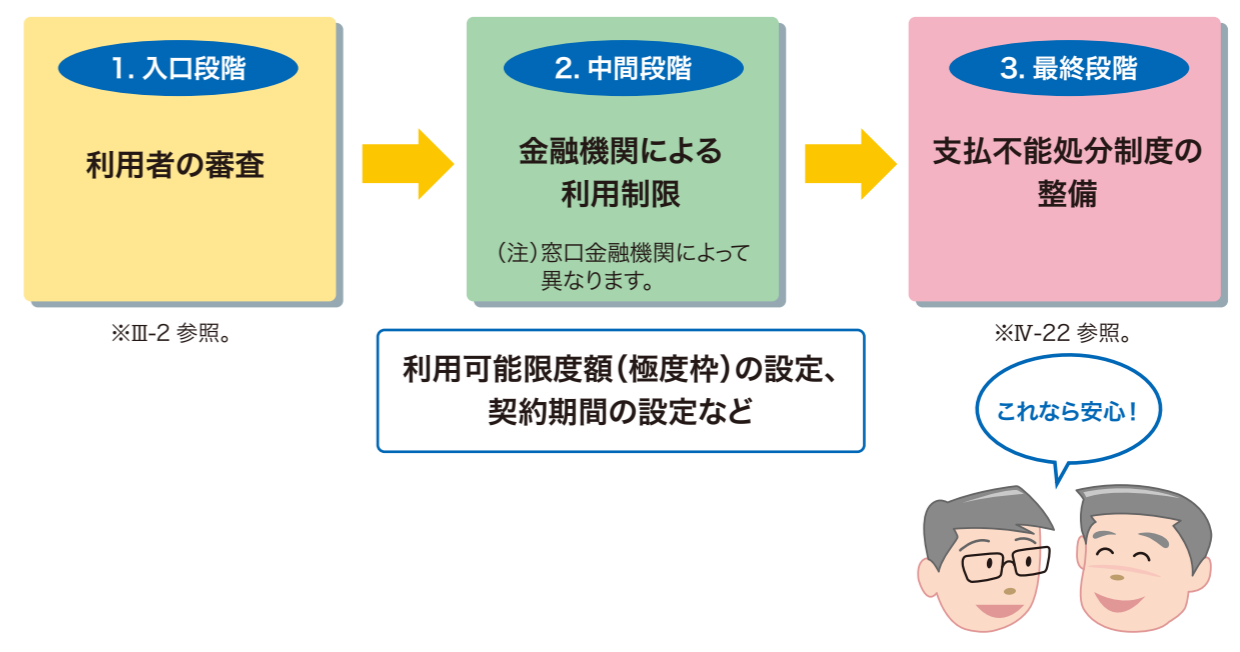 1. 入口段階
利用者の審査
※Ⅲ-2 参照。
2. 中間段階
金融機関による
利用制限
（注）窓口金融機関によって
異なります。
利用可能限度額（極度枠）の設定、
契約期間の設定など
3. 最終段階
支払不能処分制度の
整備
※Ⅳ-22 参照。
これなら安心！